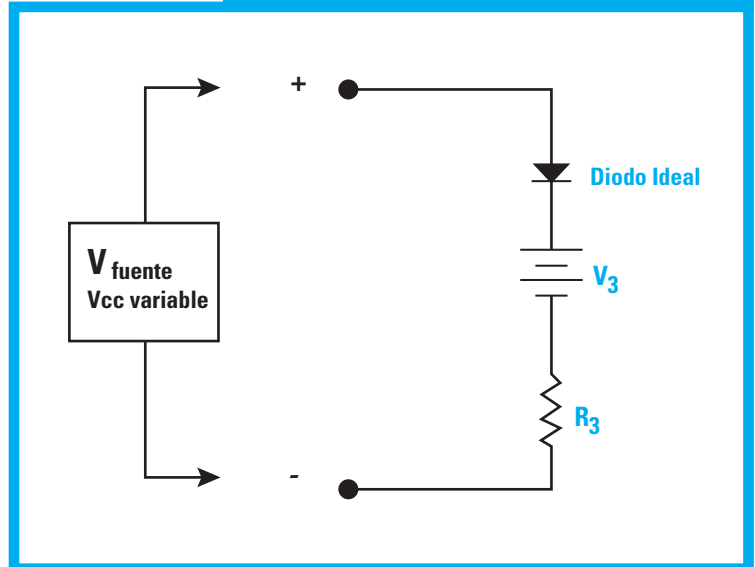 +
Diodo Ideal
V fuente
Vcc variable
V3
R3
-